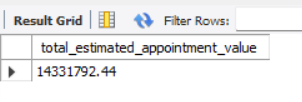 Result Grid Filter Rows:
total_estimated_appointment_value
14331792.44